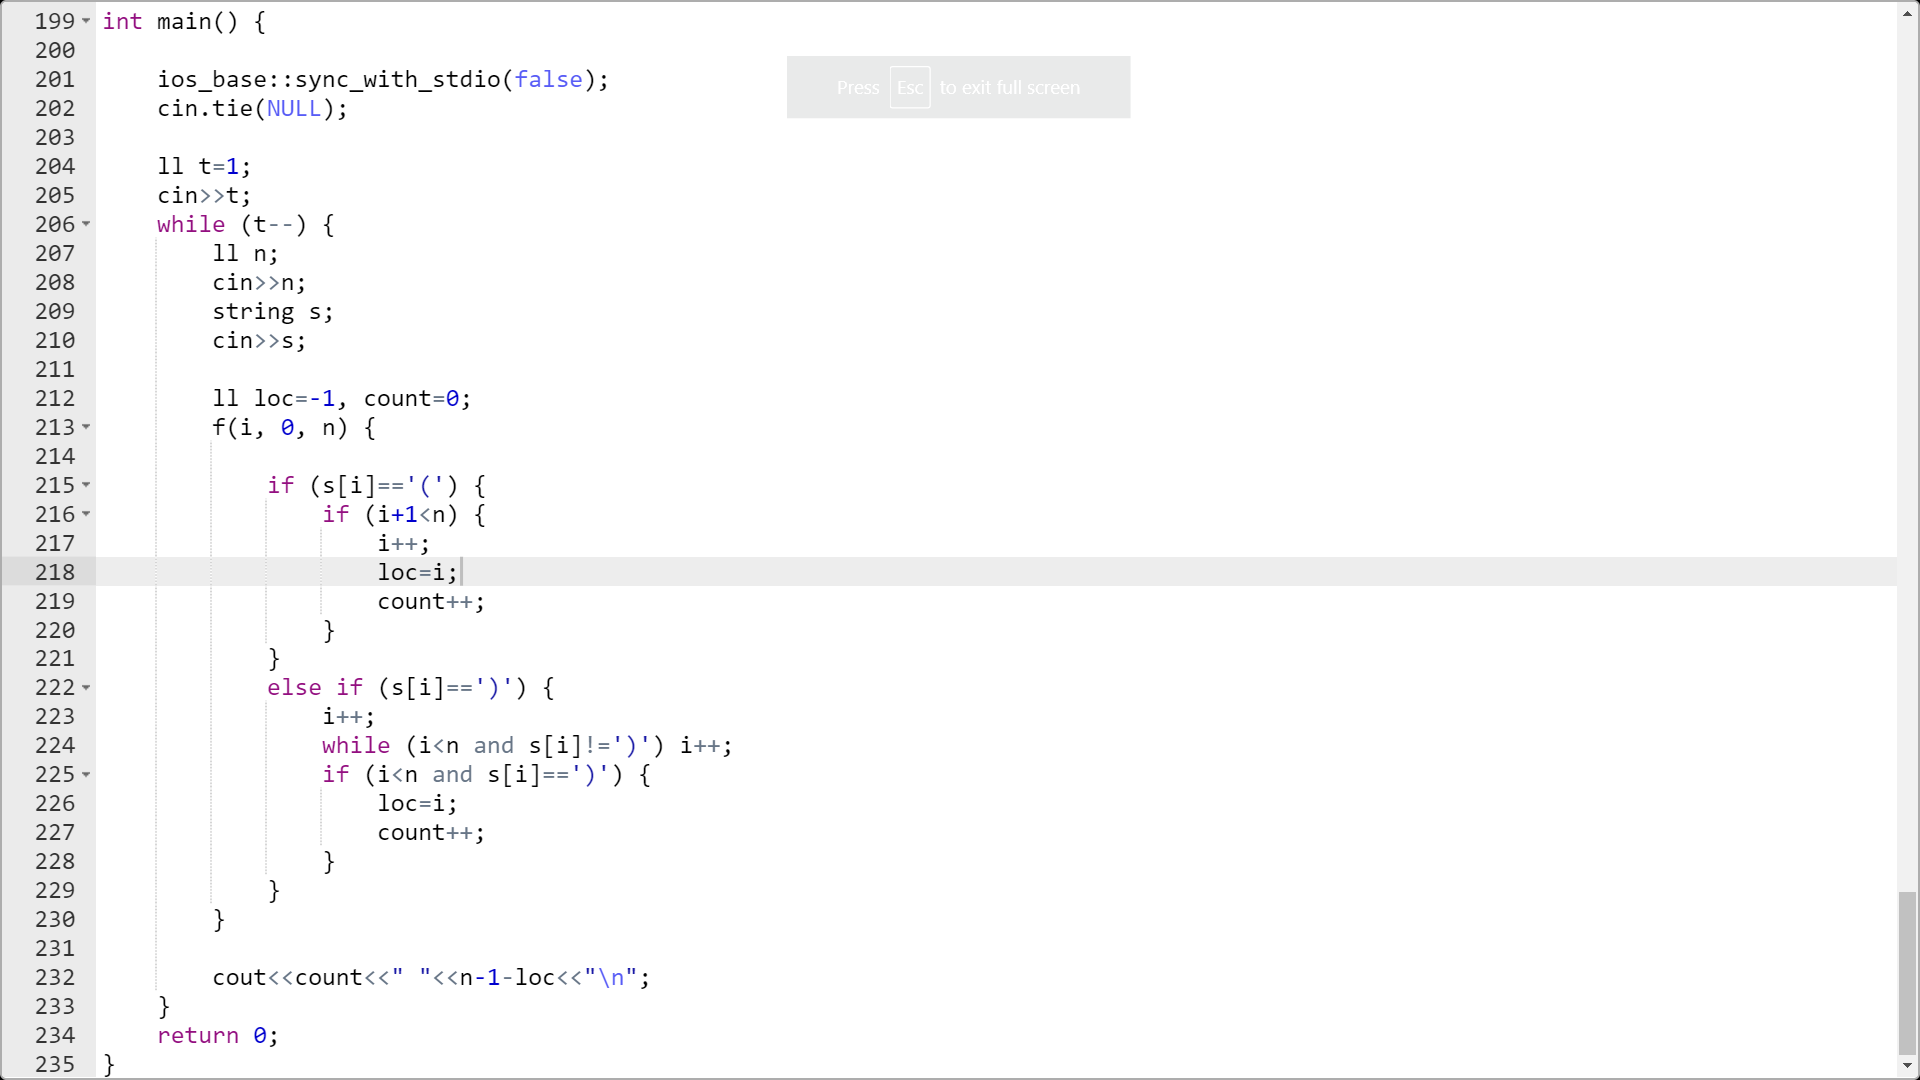 199 int main() {
200
201     ios_base::sync_with_stdio(false);
Press Esc to exit full screen
202     cin.tie(NULL);
203
204     ll t=1;
205     cin>>t;
206     while (t--) {
207         ll n;
208         cin>>n;
209         string s;
210         cin>>s;
211
212         ll loc=-1, count=0;
213         f(i, 0, n) {
214
215             if (s[i]=='(') {
216                 if (i+1<n) {
217                     i++;
218                     loc=i;
219                     count++;
220                 }
221             }
222             else if (s[i]==')') {
223                 i++;
224                 while (i<n and s[i]!=')') i++;
225                 if (i<n and s[i]==')') {
226                     loc=i;
227                     count++;
228                 }
229             }
230         }
231
232         cout<<count<<" "<<n-1-loc<<"\n";
233     }
234     return 0;
235 }